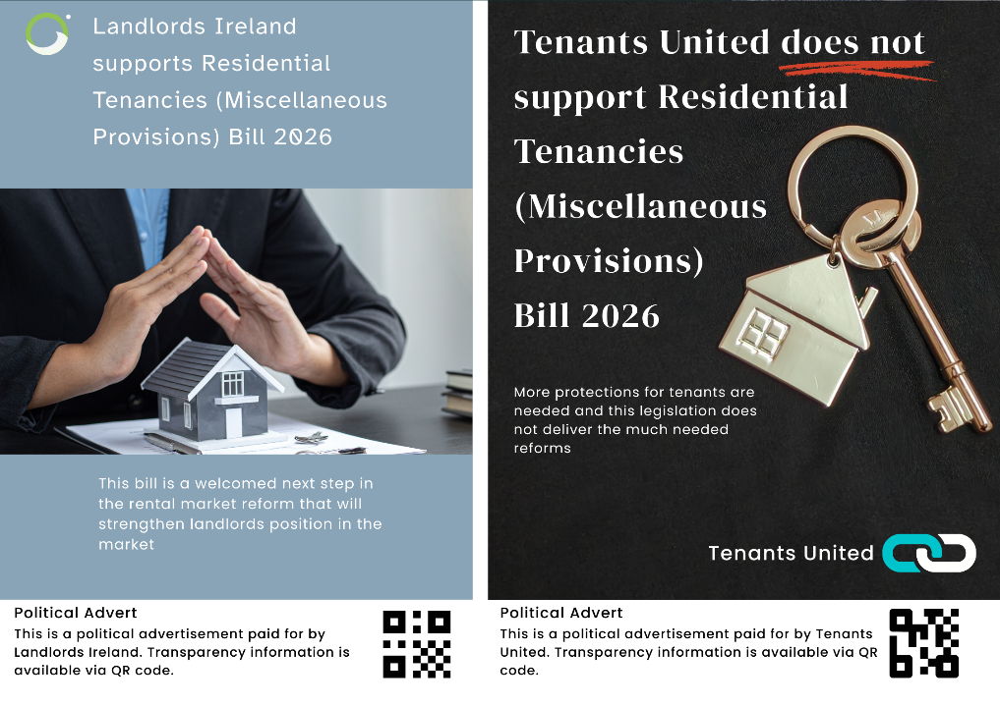 Landlords Ireland
supports Residential
Tenancies (Miscellaneous
Provisions) Bill 2026
This bill is a welcomed next step in
the rental market reform that will
strengthen landlords position in the
market
Political Advert
This is a political advertisement paid for by
Landlords Ireland. Transparency information is
available via QR code.
Tenants United does not
support Residential
Tenancies
(Miscellaneous
Provisions)
Bill 2026
More protections for tenants are
needed and this legislation does
not deliver the much needed
reforms
Tenants United
Political Advert
This is a political advertisement paid for by Tenants
United. Transparency information is available via QR
code.